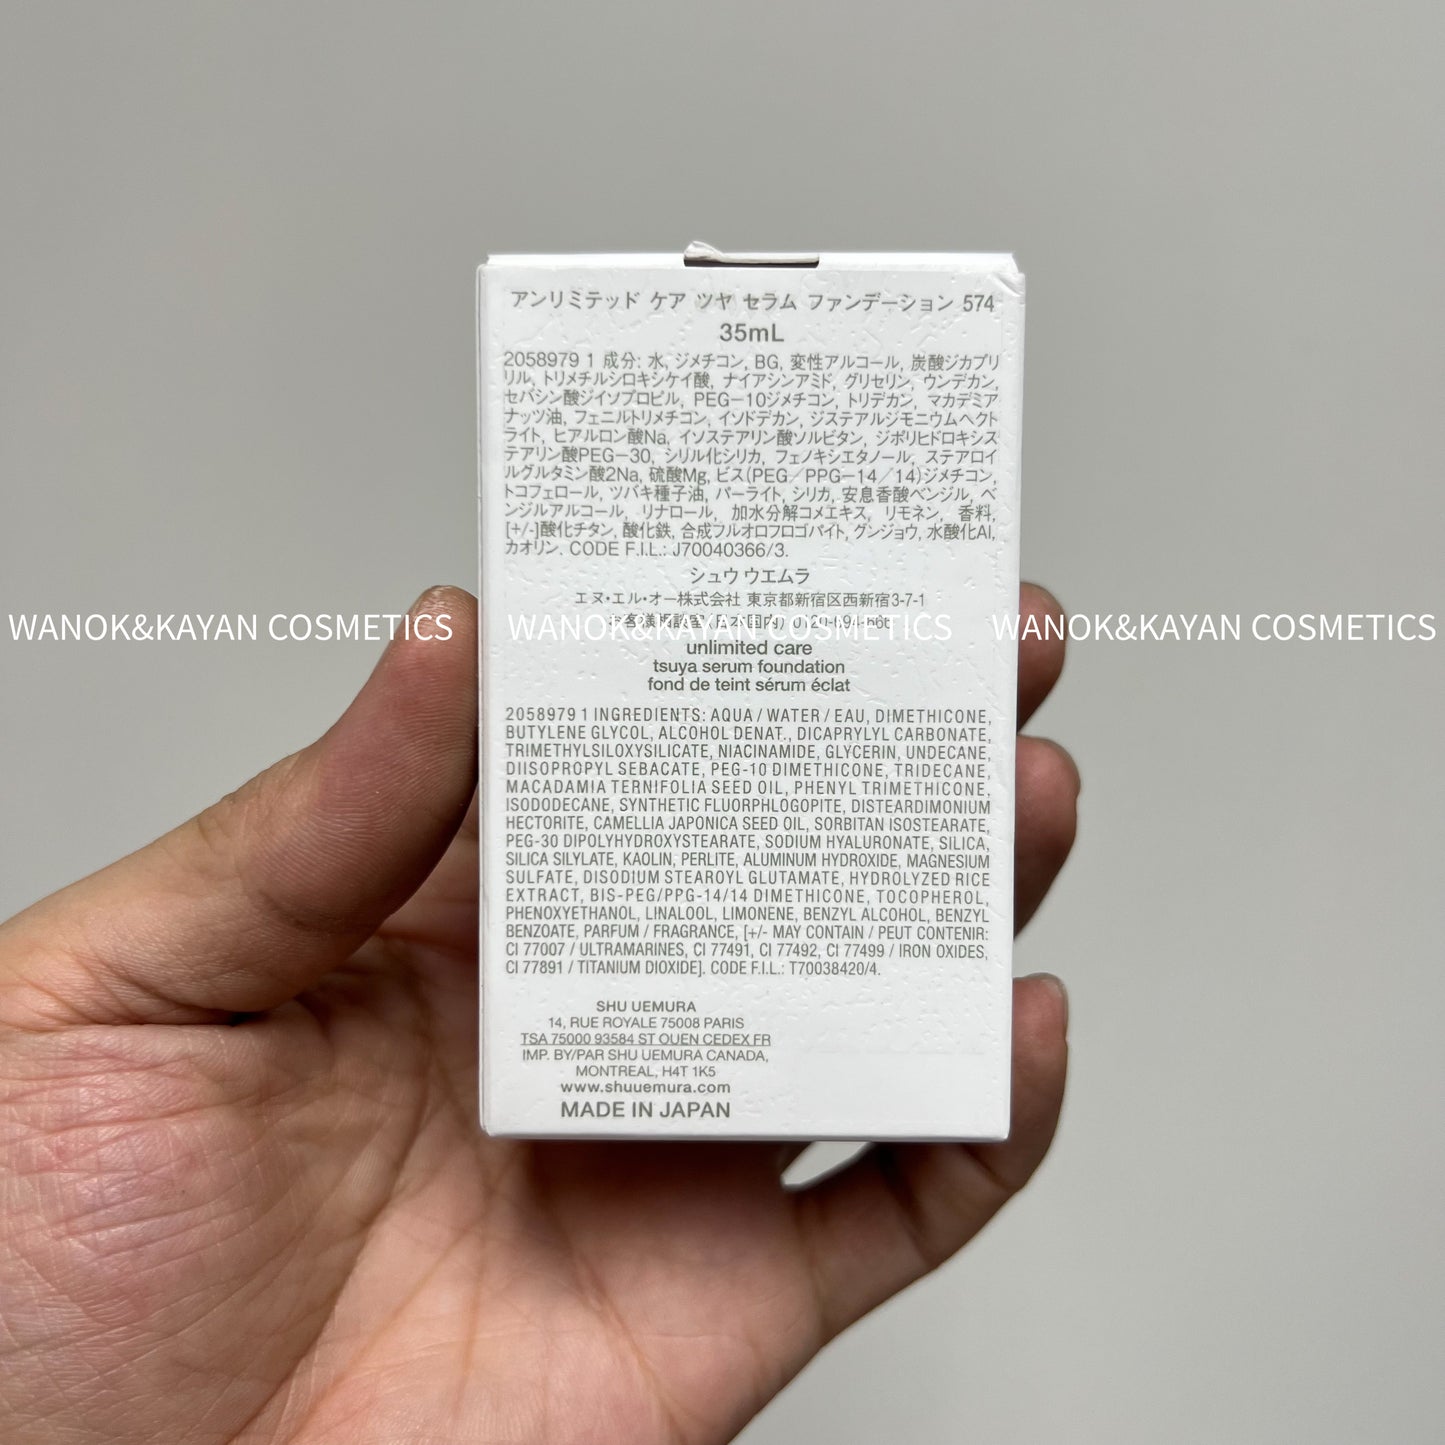 アンリミテッド ケア ツヤ セラム ファンデーション 574
35mL
2058979 1 成分: 水, ジメチコン, BG, 変性アルコール, 炭酸ジカプリ
リル, トリメチルシロキシケイ酸, ナイアシンアミド, グリセリン, ウンデカン,
セバシン酸ジイソプロピル, PEG-10ジメチコン, トリデカン, マカデミア
ナッツ油, フェニルトリメチコン, イソドデカン, ジステアルジモニウムヘクト
ライト, ヒアルロン酸Na, イソステアリン酸ソルビタン, ジポリヒドロキシス
テアリン酸PEG-30, シリル化シリカ, フェノキシエタノール, ステアロイ
ルグルタミン酸2Na, 硫酸Mg, ビス(PEG/PPG-14/14)ジメチコン,
トコフェロール, ツバキ種子油, パーライト, シリカ, 安息香酸ベンジル, ベ
ンジルアルコール, リナロール, 加水分解コメエキス, リモネン, 香料,
[+/-]酸化チタン, 酸化鉄, 合成フルオロフロゴパイト, グンジョウ, 水酸化Al,
カオリン. CODE F.I.L.: J70040366/3.
シュウ ウエムラ
エヌ・エル・オー株式会社 東京都新宿区西新宿3-7-1
WANOK&KAYAN COSMETICS WANOK&KAYAN COSMETICS WANOK&KAYAN COSMETICS
unlimited care
tsuya serum foundation
fond de teint sérum éclat
2058979 1 INGREDIENTS: AQUA / WATER / EAU, DIMETHICONE,
BUTYLENE GLYCOL, ALCOHOL DENAT., DICAPRYLYL CARBONATE,
TRIMETHYLSILOXYSILICATE, NIACINAMIDE, GLYCERIN, UNDECANE,
DIISOPROPYL SEBACATE, PEG-10 DIMETHICONE, TRIDECANE,
MACADAMIA TERNIFOLIA SEED OIL, PHENYL TRIMETHICONE,
ISODODECANE, SYNTHETIC FLUORPHLOGOPITE, DISTEARDIMONIUM
HECTORITE, CAMELLIA JAPONICA SEED OIL, SORBITAN ISOSTEARATE,
PEG-30 DIPOLYHYDROXYSTEARATE, SODIUM HYALURONATE, SILICA,
SILICA SILYLATE, KAOLIN, PERLITE, ALUMINUM HYDROXIDE, MAGNESIUM
SULFATE, DISODIUM STEAROYL GLUTAMATE, HYDROLYZED RICE
EXTRACT, BIS-PEG/PPG-14/14 DIMETHICONE, TOCOPHEROL,
PHENOXYETHANOL, LINALOOL, LIMONENE, BENZYL ALCOHOL, BENZYL
BENZOATE, PARFUM / FRAGRANCE, [+/- MAY CONTAIN / PEUT CONTENIR:
CI 77007 / ULTRAMARINES, CI 77491, CI 77492, CI 77499 / IRON OXIDES,
CI 77891 / TITANIUM DIOXIDE]. CODE F.I.L.: T70038420/4.
SHU UEMURA
14, RUE ROYALE 75008 PARIS
TSA 75000 93584 ST OUEN CEDEX FR
IMP. BY/PAR SHU UEMURA CANADA,
MONTREAL, H4T 1K5
www.shuuemura.com
MADE IN JAPAN